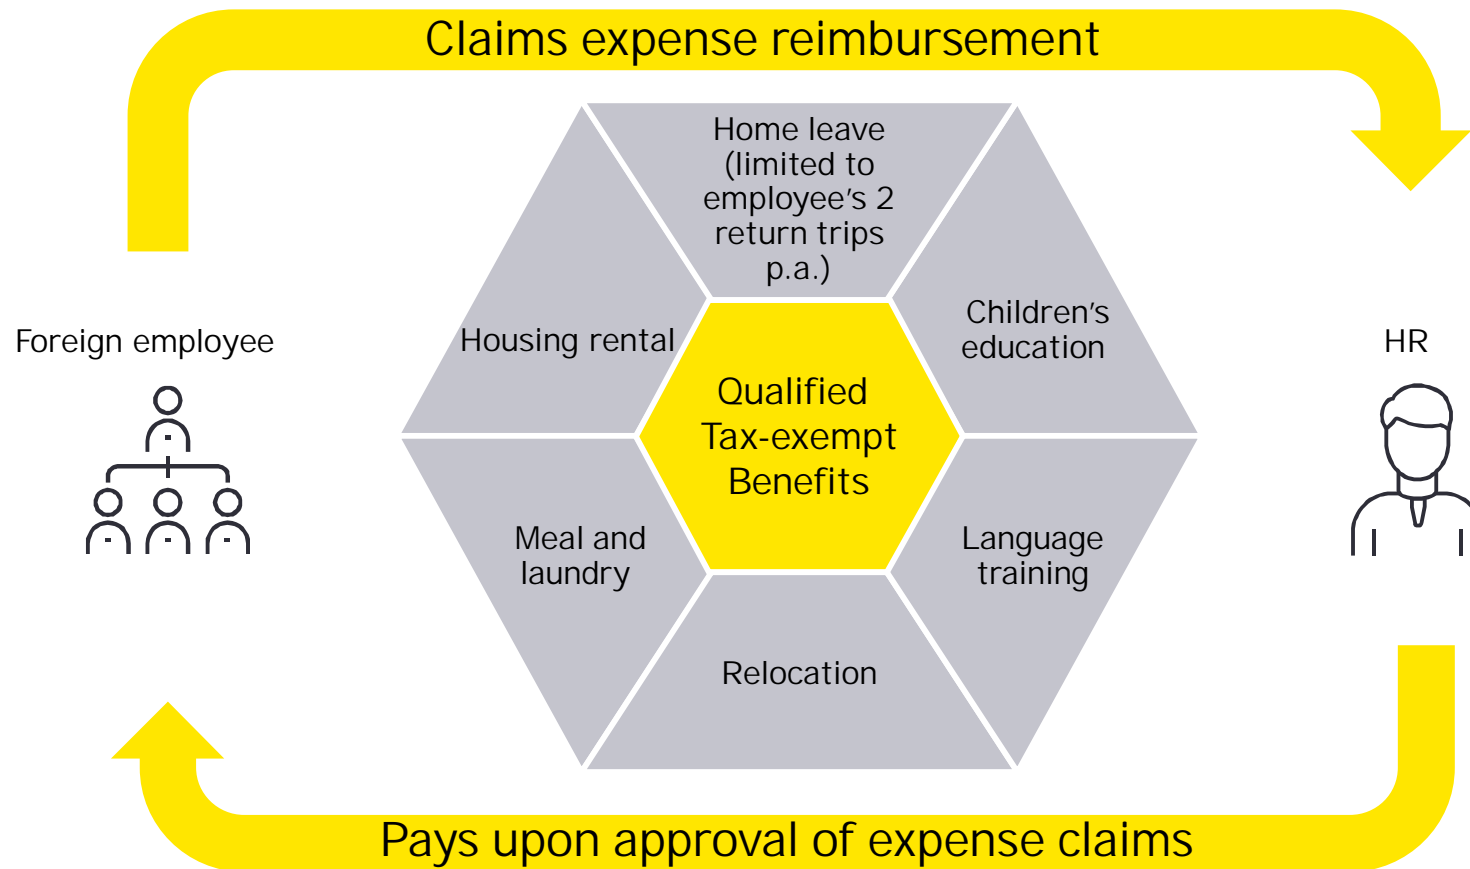 Claims expense reimbursement
Home leave
(limited to
employee's 2
return trips
p.a.)
Children's
education
Housing rental
Foreign employee
HR
Qualified
Tax-exempt
Benefits
Meal and
laundry
Language
training
Relocation
Pays upon approval of expense claims